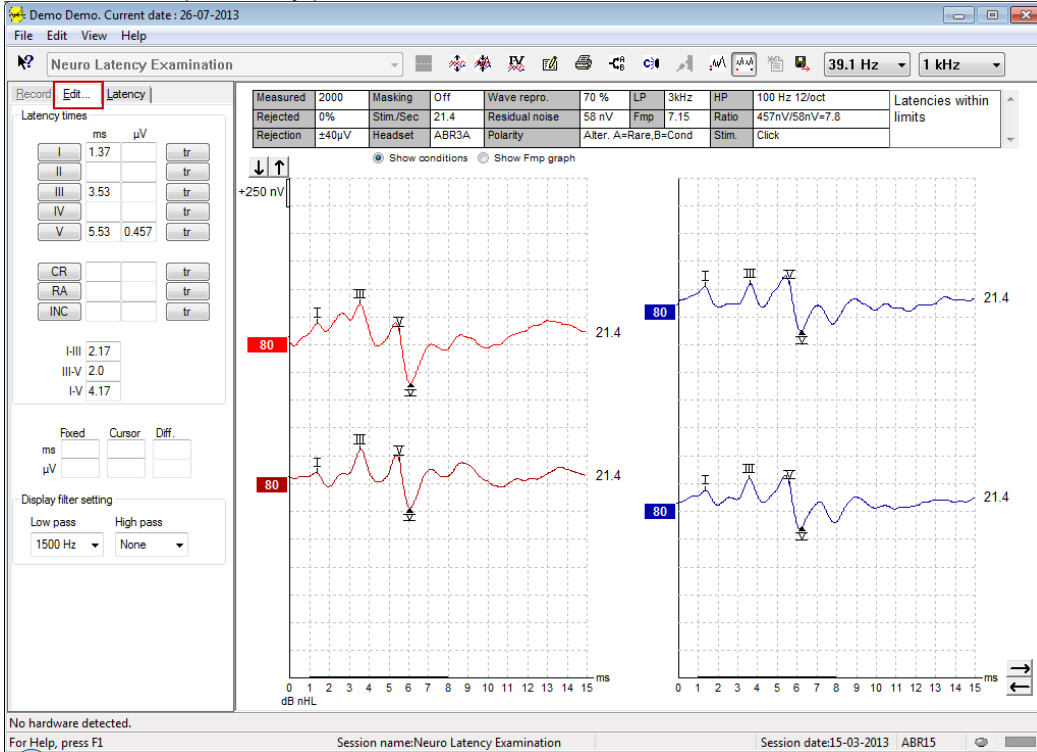 Demo Demo. Current date : 26-07-2013
File Edit View Help
Neuro Latency Examination 39.1 Hz 1 kHz
Record Edit... Latency
Latency times
ms µV
I 1.37 tr
II tr
III 3.53 tr
IV tr
V 5.53 0.457 tr
CR tr
RA tr
INC tr
I-III 2.17
III-V 2.0
I-V 4.17
Fixed Cursor Diff.
ms
µV
Display filter setting
Low pass High pass
1500 Hz None
Measured 2000 Masking Off Wave repro. 70 % LP 3kHz HP 100 Hz 12/oct Latencies within
Rejected 0% Stim./Sec 21.4 Residual noise 58 nV Fmp 7.15 Ratio 457nV/58nV=7.8 limits
Rejection ±40µV Headset ABR3A Polarity Alter. A=Rare,B=Cond Stim. Click
Show conditions Show Fmp graph
+250 nV
I III V
80 21.4
V
I III V
80 21.4
V
0 1 2 3 4 5 6 7 8 9 10 11 12 13 14 15 ms
dB nHL
I III V
80 21.4
V
I III V
80 21.4
V
0 1 2 3 4 5 6 7 8 9 10 11 12 13 14 15 ms
No hardware detected.
For Help, press F1 Session name:Neuro Latency Examination Session date:15-03-2013 ABR15